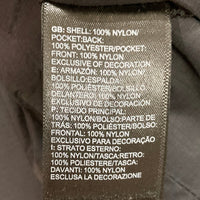 GB: SHELL: 100% NYLON/
POCKET:BACK:
100% POLYESTER/POCKET:
FRONT: 100% NYLON
EXCLUSIVE OF DECORATION
E: ARMAZÓN: 100% NYLON/
BOLSILLO: ESPALDA:
100% POLIÉSTER/BOLSILLO:
DELANTERO: 100% NYLON
EXCLUSIVO DE DECORACIÓN
P: TECIDO PRINCIPAL:
100% NYLON/BOLSO:PARTE DE
TRÁS: 100% POLIÉSTER/BOLSO:
FRONTAL: 100% NYLON
EXCLUSIVO PARA DECORAÇÃO
I: STRATO ESTERNO:
100% NYLON/TASCA:RETRO:
100% POLIESTERE/TASCA:
DAVANTI: 100% NYLON
ESCLUSA LA DECORAZIONE